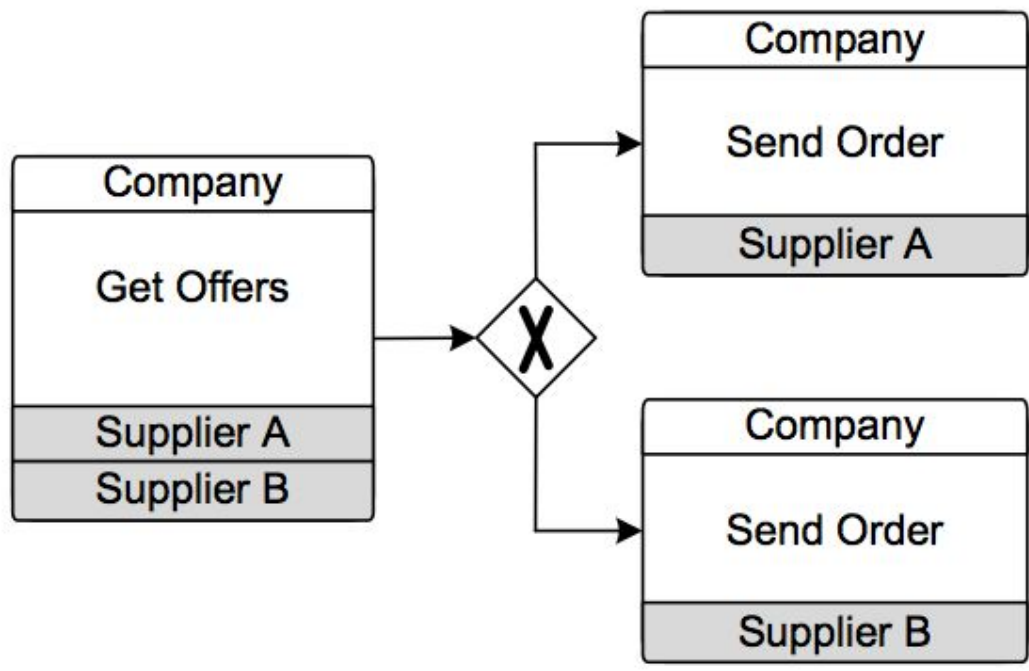 Company
Get Offers
Supplier A
Supplier B
X
Company
Send Order
Supplier A
Company
Send Order
Supplier B